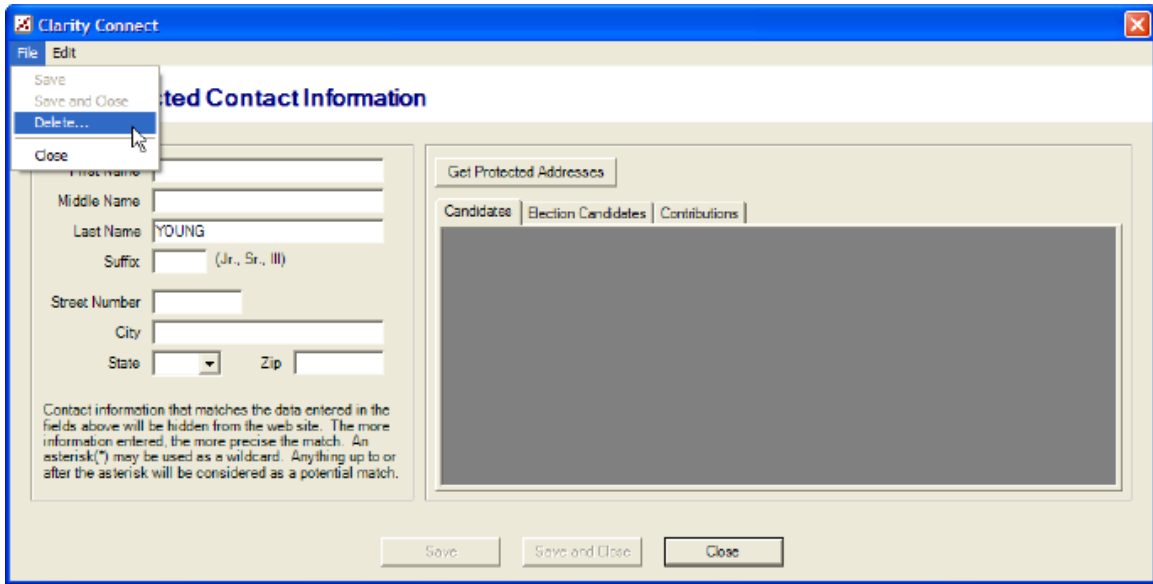 Clarity Connect
File Edit
Save
Save and Close
Delete...
Close
ted Contact Information
First Name
Middle Name
Last Name YOUNG
Suffix (Jr., Sr., III)
Street Number
City
State Zip
Contact information that matches the data entered in the
fields above will be hidden from the web site. The more
information entered, the more precise the match. An
asterisk(*) may be used as a wildcard. Anything up to or
after the asterisk will be considered as a potential match.
Get Protected Addresses
Candidates Election Candidates Contributions
Save Save and Close Close